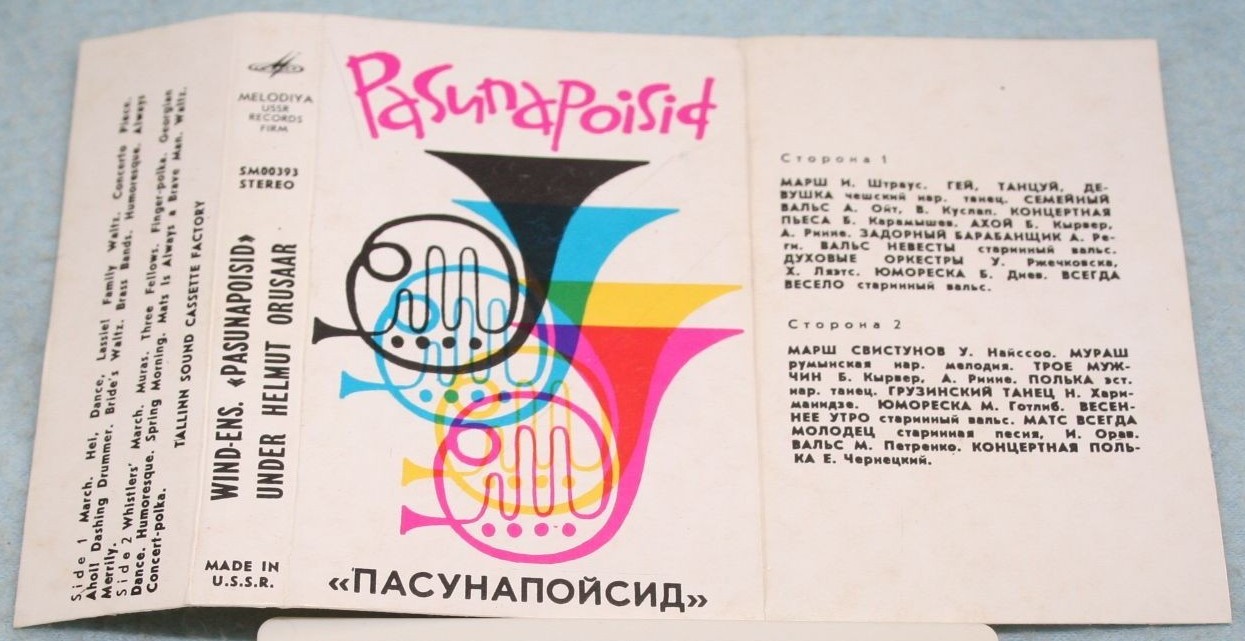 Side 1 March. Hei, Dance, Lassie! Family Waltz. Concerto Piece.
Ahoi! Dashing Drummer. Bride's Waltz. Brass Bands. Humoresque. Always
Merrily.
Side 2 Whistlers' March. Muras. Three Fellows. Finger-polka. Georgian
Dance. Humoresque. Spring Morning. Mats Is Always a Brave Man. Waltz.
Concert-polka.
TALLINN SOUND CASSETTE FACTORY
MELODIYA
USSR
RECORDS
FIRM
SM00393
STEREO
WIND-ENS. «PASUNAPOISID»
UNDER HELMUT ORUSAAR
MADE IN
U.S.S.R.
Pasunapoisid
«ПАСУНАПОЙСИД»
Сторона 1
МАРШ И. Штраус. ГЕЙ, ТАНЦУЙ, ДЕ-
ВУШКА чешский нар. танец. СЕМЕЙНЫЙ
ВАЛЬС А. Ойт, В. Куслап. КОНЦЕРТНАЯ
ПЬЕСА Б. Карамышев. АХОЙ Б. Кырвер,
А. Ринне. ЗАДОРНЫЙ БАРАБАНЩИК А. Ре-
ги. ВАЛЬС НЕВЕСТЫ старинный вальс.
ДУХОВЫЕ ОРКЕСТРЫ У. Ржечковска,
Х. Ляэтс. ЮМОРЕСКА Б. Диев. ВСЕГДА
ВЕСЕЛО старинный вальс.
Сторона 2
МАРШ СВИСТУНОВ У. Найссоо. МУРАШ
румынская нар. мелодия. ТРОЕ МУЖ-
ЧИН Б. Кырвер, А. Ринне. ПОЛЬКА эст.
нар. танец. ГРУЗИНСКИЙ ТАНЕЦ Н. Хари-
манидзе. ЮМОРЕСКА М. Готлиб. ВЕСЕН-
НЕЕ УТРО старинный вальс. МАТС ВСЕГДА
МОЛОДЕЦ старинная песня, И. Орав.
ВАЛЬС М. Петренко. КОНЦЕРТНАЯ ПОЛЬ-
КА Е. Чернецкий.